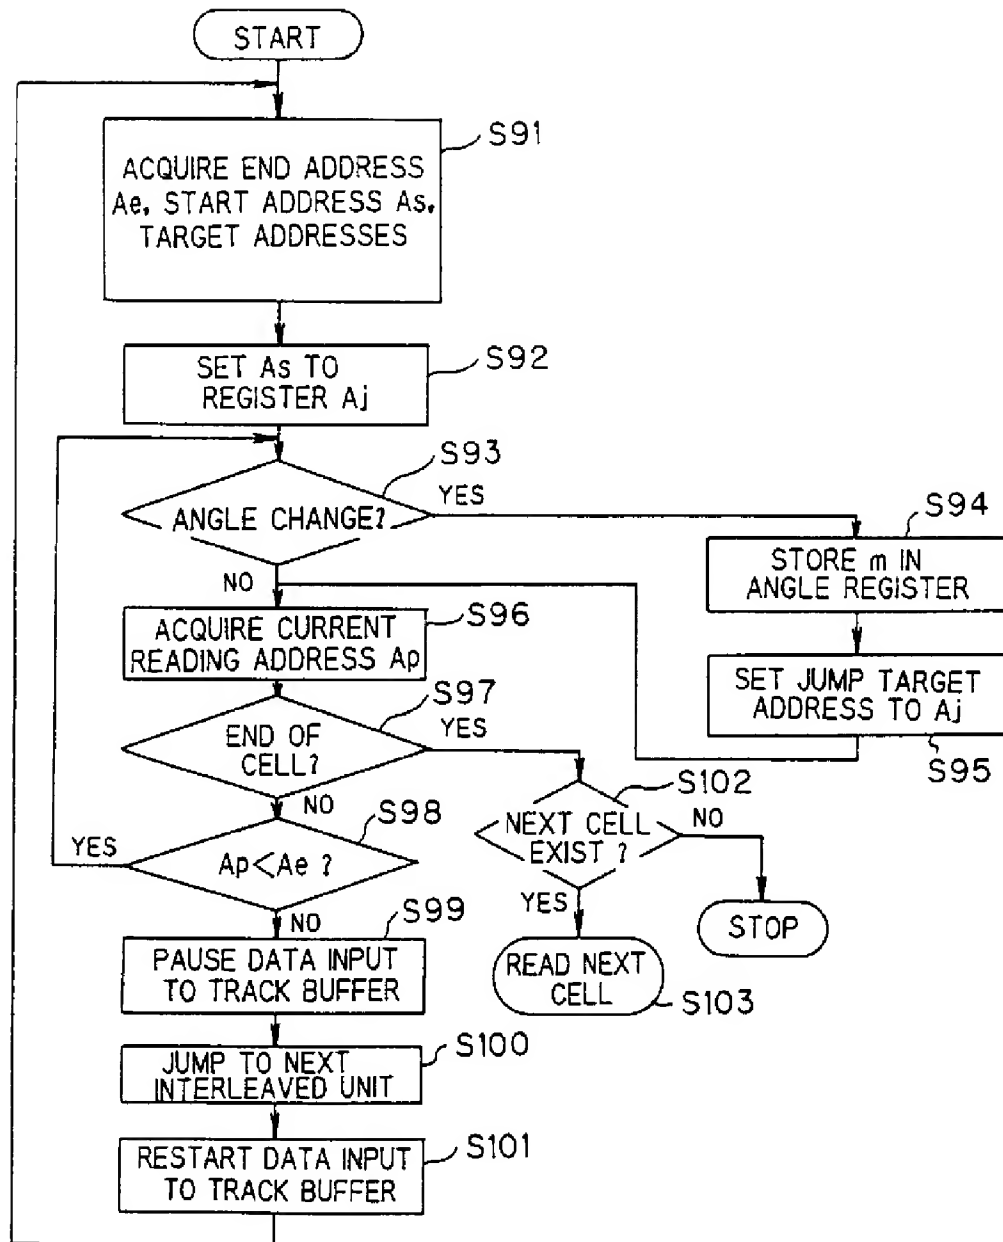 START
S91
ACQUIRE END ADDRESS
Ae, START ADDRESS As,
TARGET ADDRESSES
S92
SET As TO
REGISTER Aj
S93
ANGLE CHANGE?
YES
NO
S94
STORE m IN
ANGLE REGISTER
SET JUMP TARGET
ADDRESS TO Aj
S95
S96
ACQUIRE CURRENT
READING ADDRESS Ap
S97
END OF
CELL?
YES
NO
S98
Ap<Ae ?
YES
NO
S102
NEXT CELL
EXIST ?
NO
YES
STOP
READ NEXT
CELL
S103
S99
PAUSE DATA INPUT
TO TRACK BUFFER
S100
JUMP TO NEXT
INTERLEAVED UNIT
S101
RESTART DATA INPUT
TO TRACK BUFFER